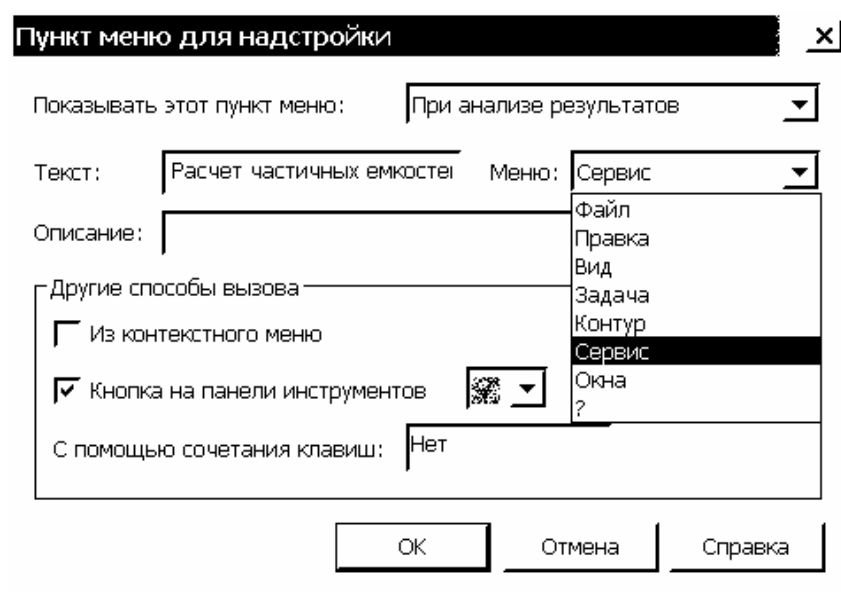 Пункт меню для надстройки
Показывать этот пункт меню: При анализе результатов
Текст: Расчет частичных емкостей Меню: Сервис
Файл
Описание:
Правка
Вид
Другие способы вызова
Задача
Контур
Из контекстного меню
Сервис
Окна
Кнопка на панели инструментов
?
С помощью сочетания клавиш: Нет
ОК Отмена Справка